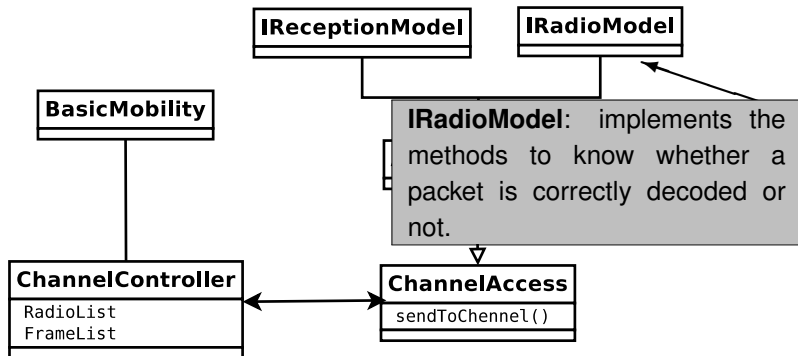 IReceptionModel
IRadioModel
BasicMobility
IRadioModel: implements the
methods to know whether a
packet is correctly decoded or
not.
ChannelController
RadioList
FrameList
ChannelAccess
sendToChennel()